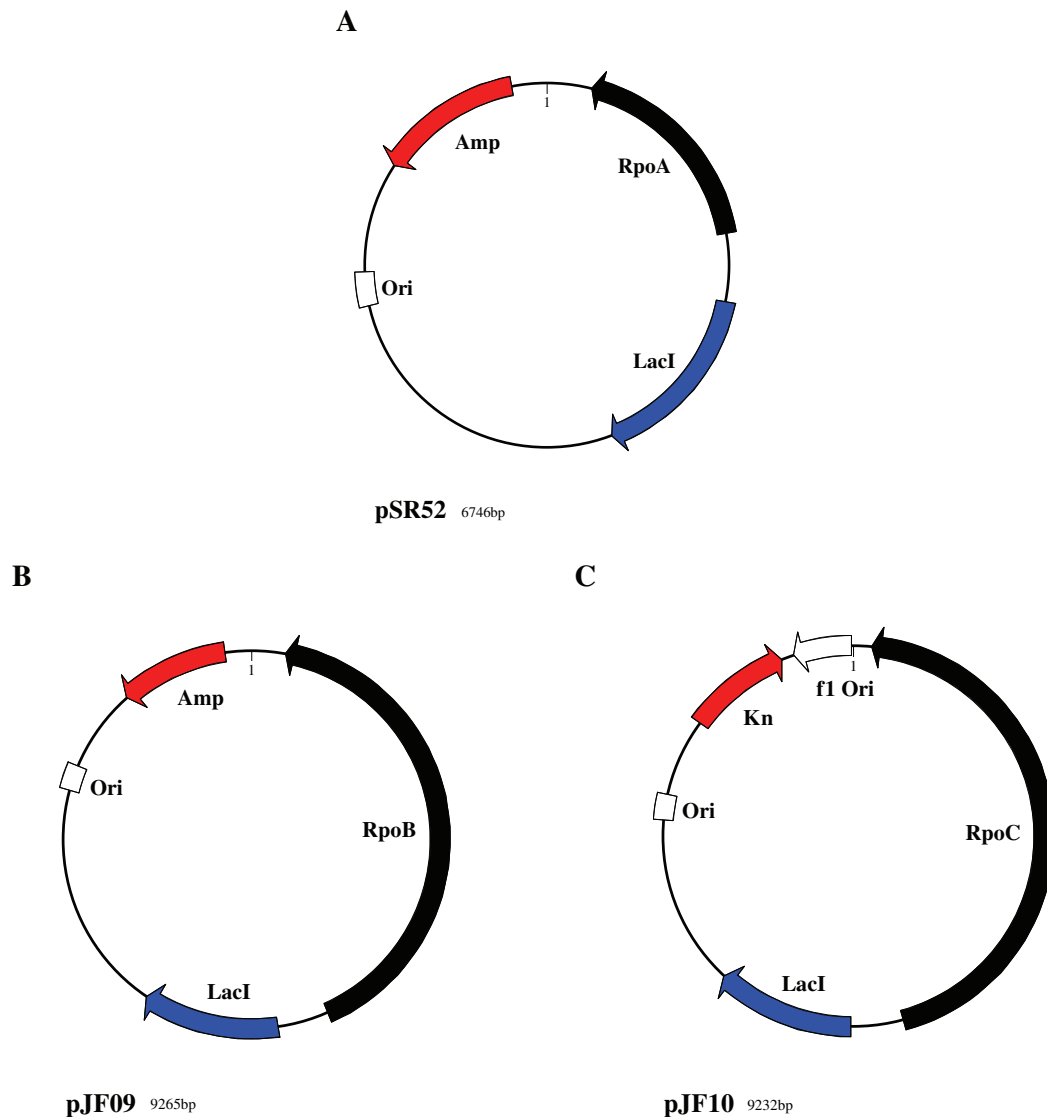 A
1
Amp
RpoA
Ori
LacI
pSR52 6746bp
B
C
1
Amp
Ori
RpoB
LacI
pJF09 9265bp
1
f1 Ori
Kn
Ori
RpoC
LacI
pJF10 9232bp